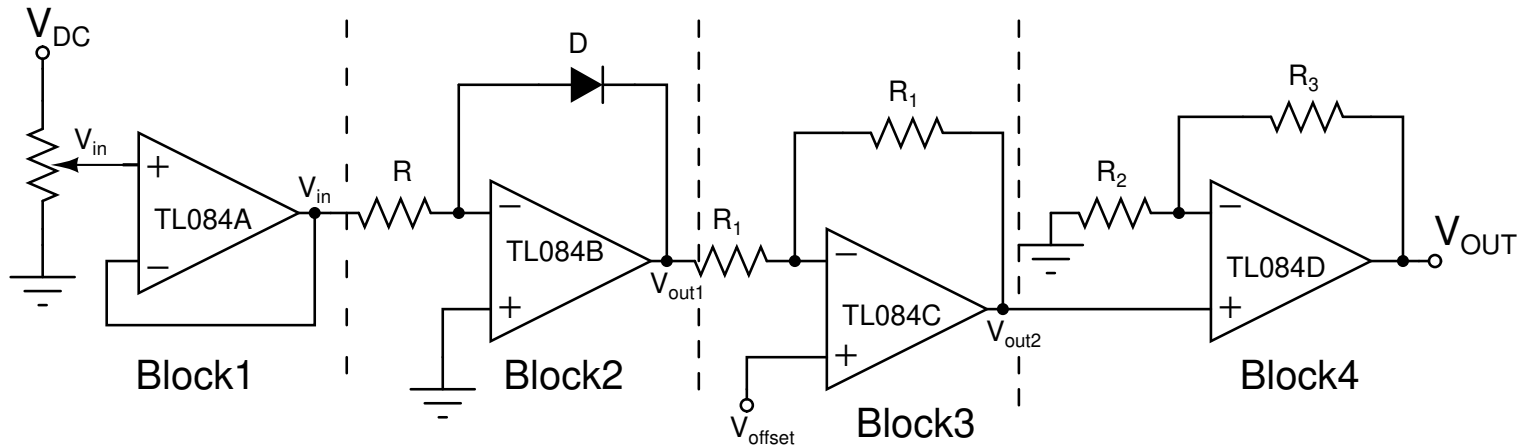 V_DC
V_in
+
−
TL084A
V_in
Block1
R
D
−
+
TL084B
V_out1
Block2
R_1
R_1
−
+
TL084C
V_out2
V_offset
Block3
R_2
R_3
−
+
TL084D
V_OUT
Block4